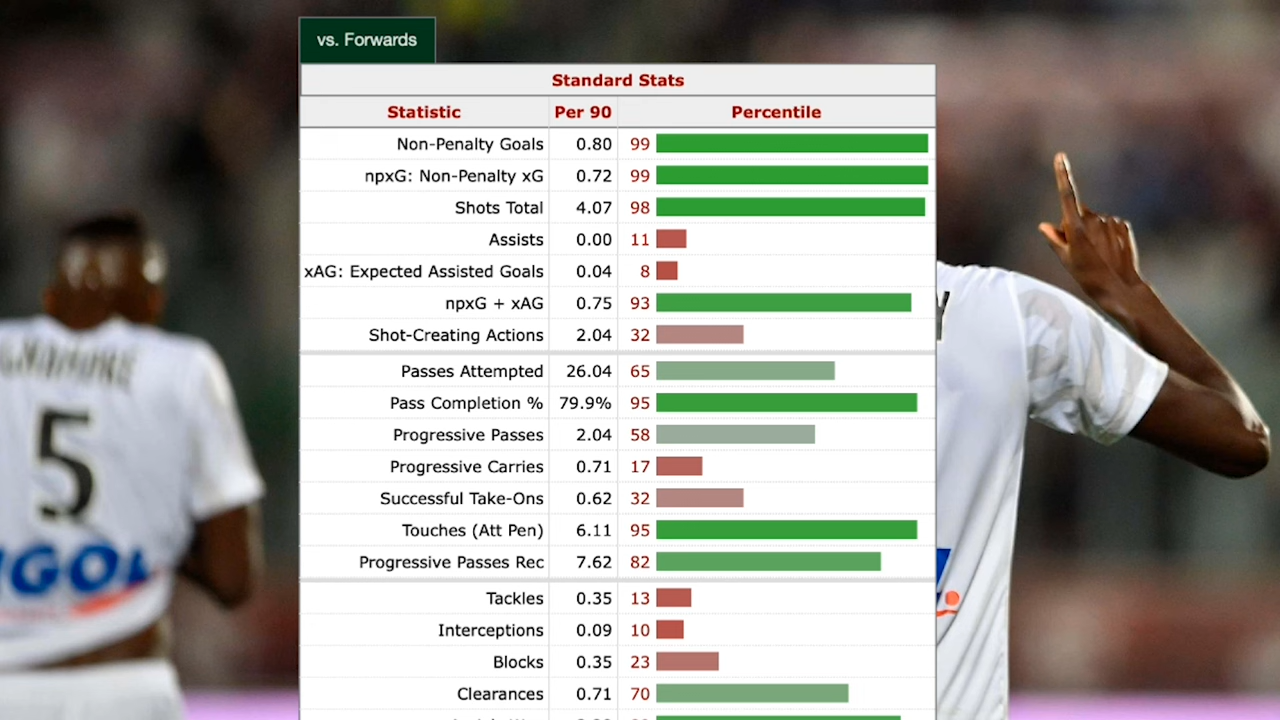 vs. Forwards
Standard Stats
Statistic Per 90 Percentile
Non-Penalty Goals 0.80 99
npxG: Non-Penalty xG 0.72 99
Shots Total 4.07 98
Assists 0.00 11
xAG: Expected Assisted Goals 0.04 8
npxG + xAG 0.75 93
Shot-Creating Actions 2.04 32
Passes Attempted 26.04 65
Pass Completion % 79.9% 95
Progressive Passes 2.04 58
Progressive Carries 0.71 17
Successful Take-Ons 0.62 32
Touches (Att Pen) 6.11 95
Progressive Passes Rec 7.62 82
Tackles 0.35 13
Interceptions 0.09 10
Blocks 0.35 23
Clearances 0.71 70
5